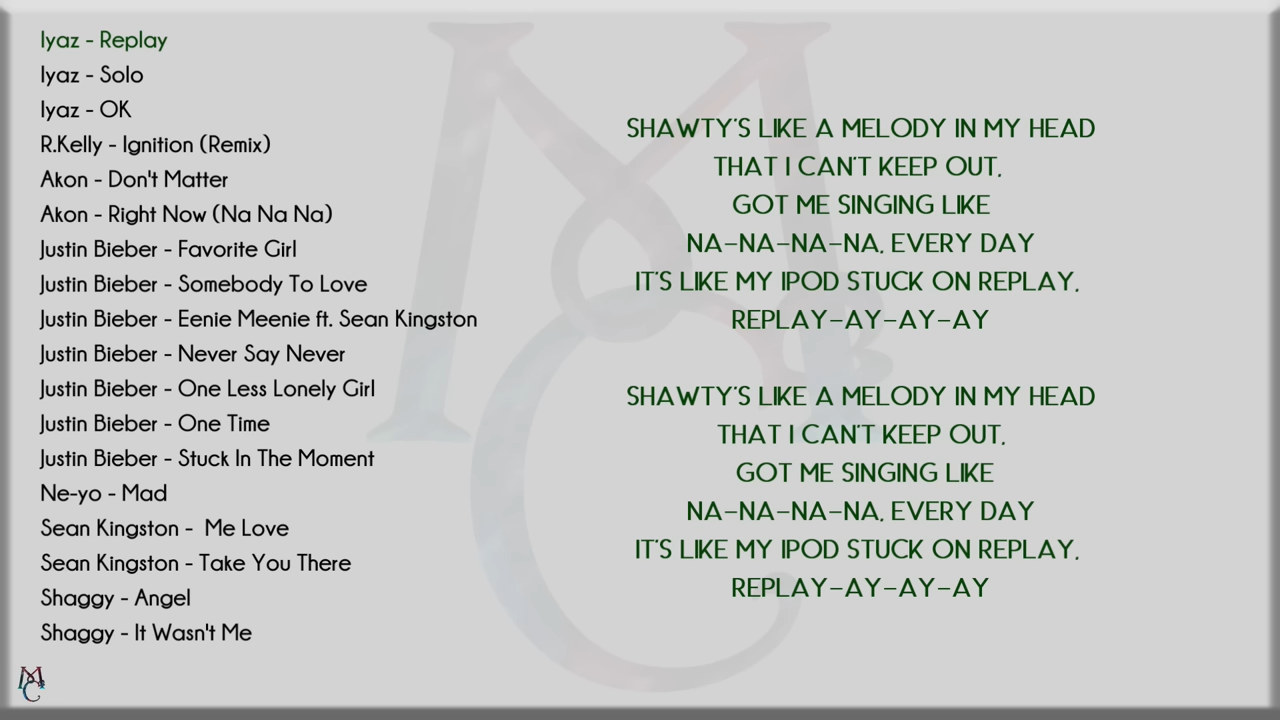 Iyaz - Replay
Iyaz - Solo
Iyaz - OK
R.Kelly - Ignition (Remix)
Akon - Don't Matter
Akon - Right Now (Na Na Na)
Justin Bieber - Favorite Girl
Justin Bieber - Somebody To Love
Justin Bieber - Eenie Meenie ft. Sean Kingston
Justin Bieber - Never Say Never
Justin Bieber - One Less Lonely Girl
Justin Bieber - One Time
Justin Bieber - Stuck In The Moment
Ne-yo - Mad
Sean Kingston -  Me Love
Sean Kingston - Take You There
Shaggy - Angel
Shaggy - It Wasn't Me
SHAWTY'S LIKE A MELODY IN MY HEAD
THAT I CAN'T KEEP OUT,
GOT ME SINGING LIKE
NA-NA-NA-NA, EVERY DAY
IT'S LIKE MY IPOD STUCK ON REPLAY,
REPLAY-AY-AY-AY
SHAWTY'S LIKE A MELODY IN MY HEAD
THAT I CAN'T KEEP OUT,
GOT ME SINGING LIKE
NA-NA-NA-NA, EVERY DAY
IT'S LIKE MY IPOD STUCK ON REPLAY,
REPLAY-AY-AY-AY